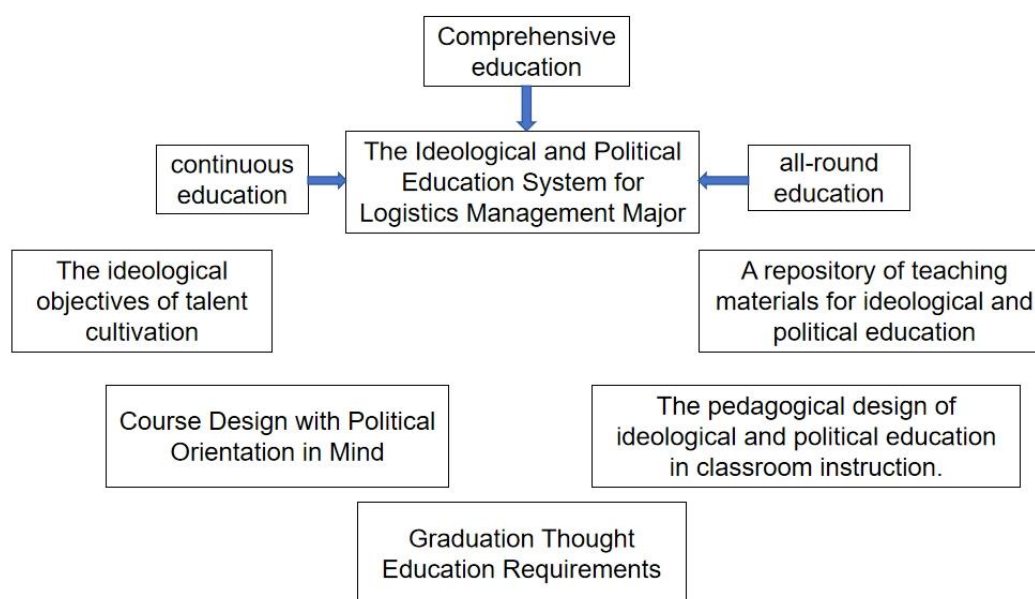 Comprehensive
education
continuous
education
The Ideological and Political
Education System for
Logistics Management Major
all-round
education
The ideological
objectives of talent
cultivation
A repository of teaching
materials for ideological and
political education
Course Design with Political
Orientation in Mind
The pedagogical design of
ideological and political education
in classroom instruction.
Graduation Thought
Education Requirements